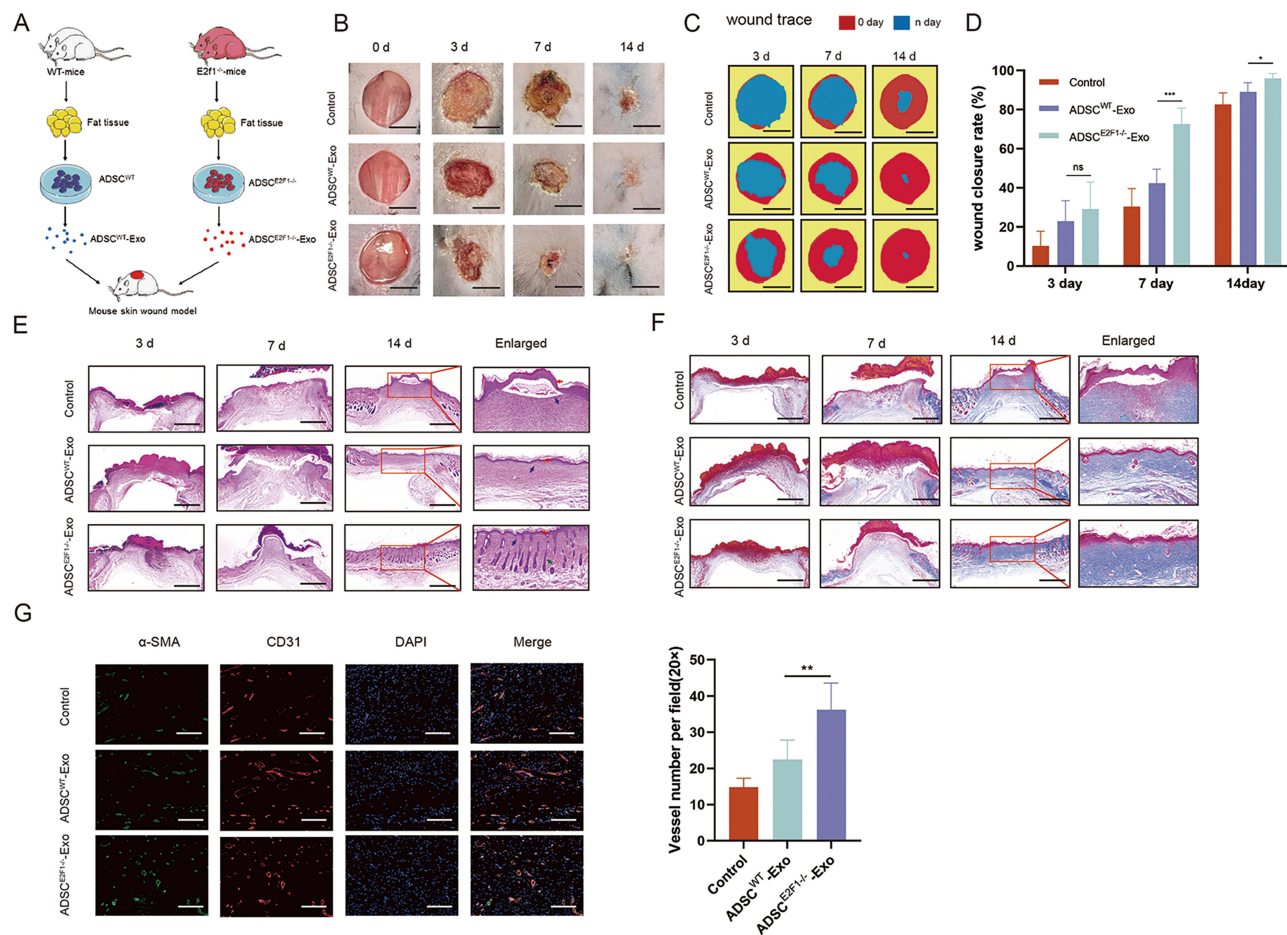 A
WT-mice
E2f1-/--mice
Fat tissue
Fat tissue
ADSCWT
ADSCE2F1-/-
ADSCWT-Exo
ADSCE2F1-/--Exo
Mouse skin wound model
B
0 d 3 d 7 d 14 d
Control
ADSCWT-Exo
ADSCE2F1-/--Exo
C
wound trace 0 day n day
3 d 7 d 14 d
Control
ADSCWT-Exo
ADSCE2F1-/--Exo
D
wound closure rate (%)
100
80
60
40
20
0
Control
ADSCWT-Exo
ADSCE2F1-/--Exo
ns
***
*
3 day 7 day 14day
E
3 d 7 d 14 d Enlarged
Control
ADSCWT-Exo
ADSCE2F1-/--Exo
F
3 d 7 d 14 d Enlarged
Control
ADSCWT-Exo
ADSCE2F1-/--Exo
G
α-SMA CD31 DAPI Merge
Control
ADSCWT-Exo
ADSCE2F1-/--Exo
Vessel number per field(20×)
50
40
30
20
10
0
**
Control
ADSCWT-Exo
ADSCE2F1-/--Exo